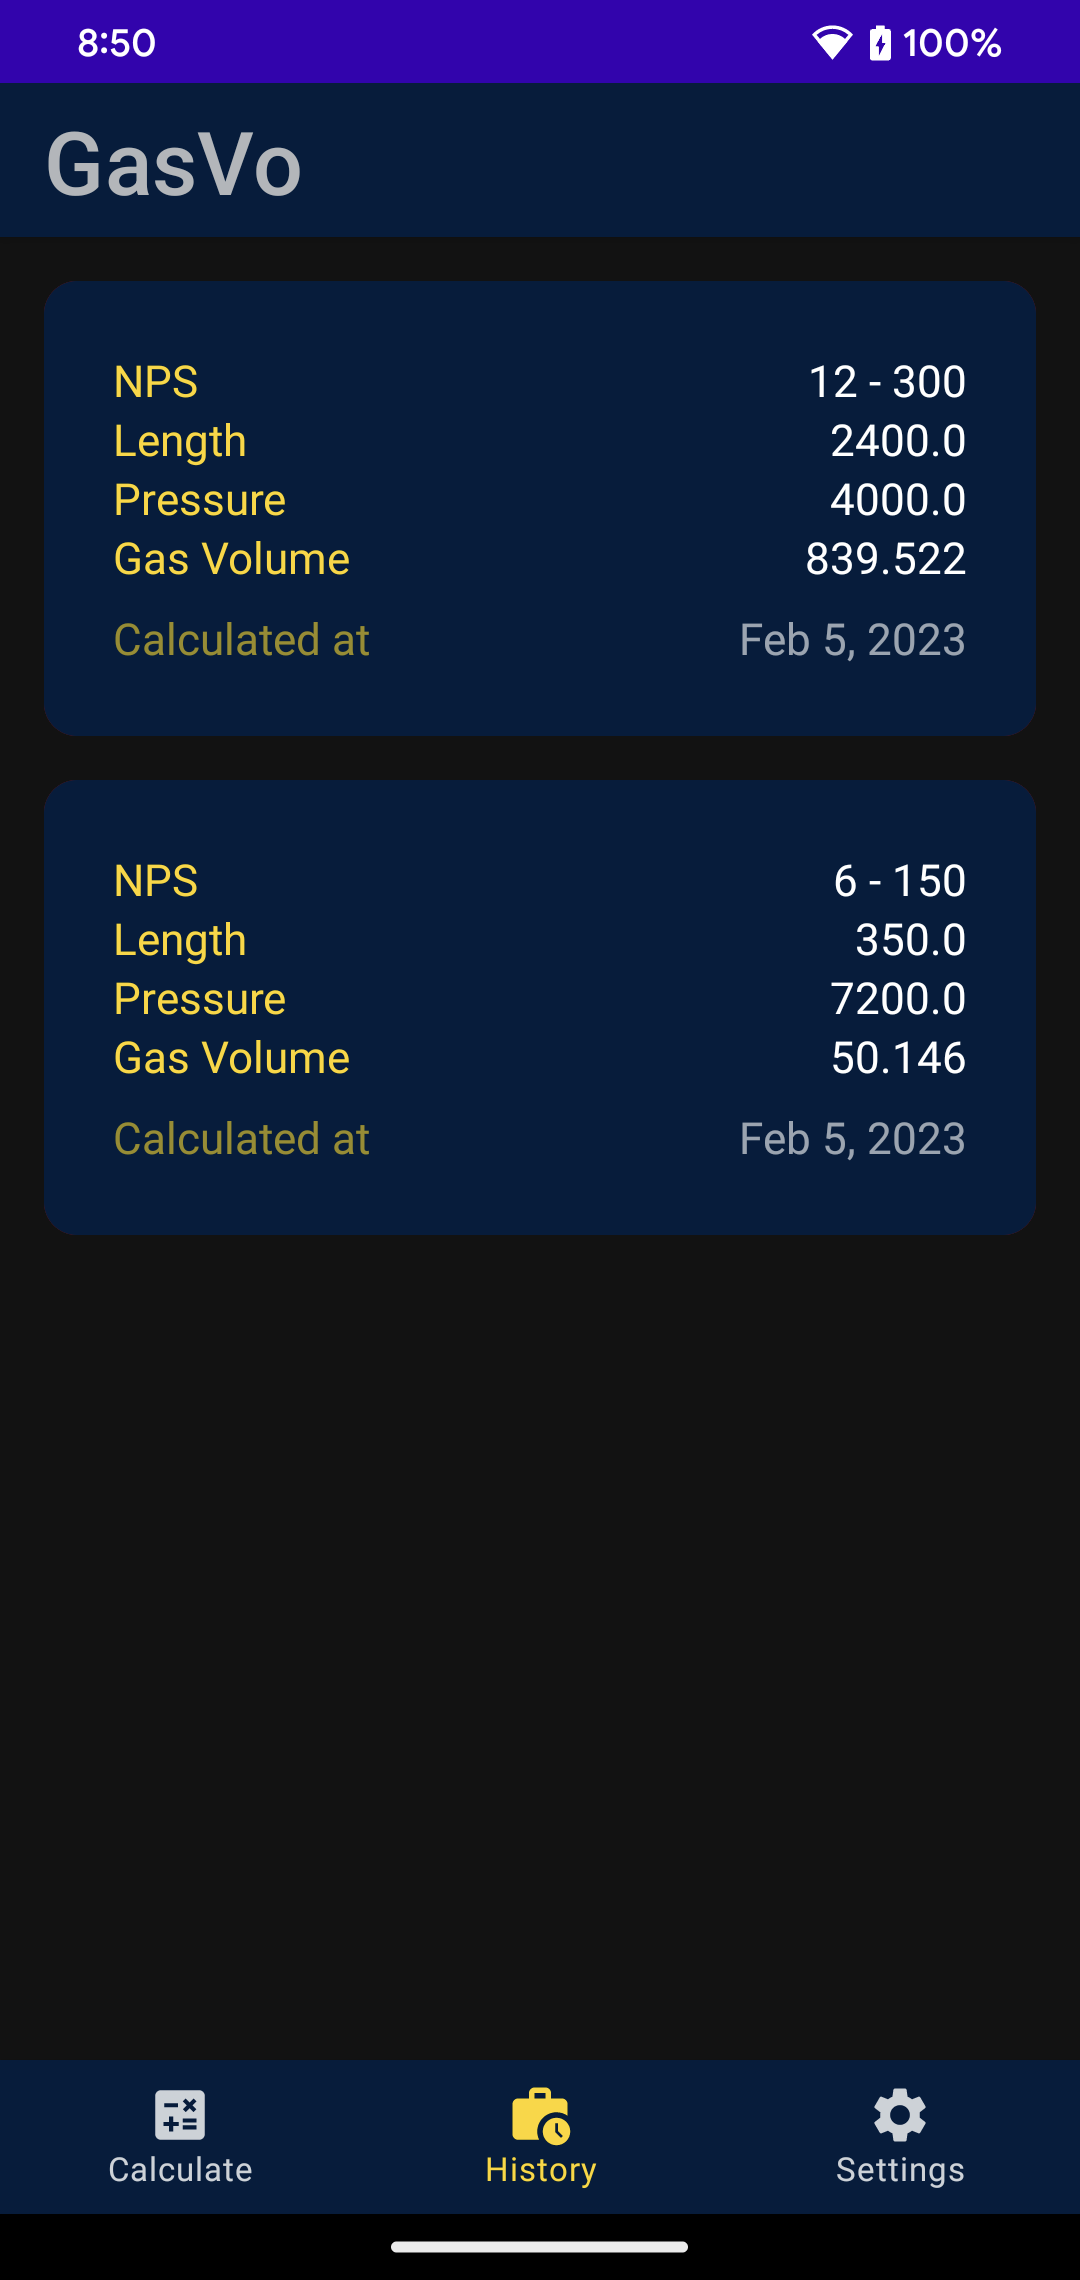 8:50 100%
GasVo
NPS 12 - 300
Length 2400.0
Pressure 4000.0
Gas Volume 839.522
Calculated at Feb 5, 2023
NPS 6 - 150
Length 350.0
Pressure 7200.0
Gas Volume 50.146
Calculated at Feb 5, 2023
Calculate History Settings